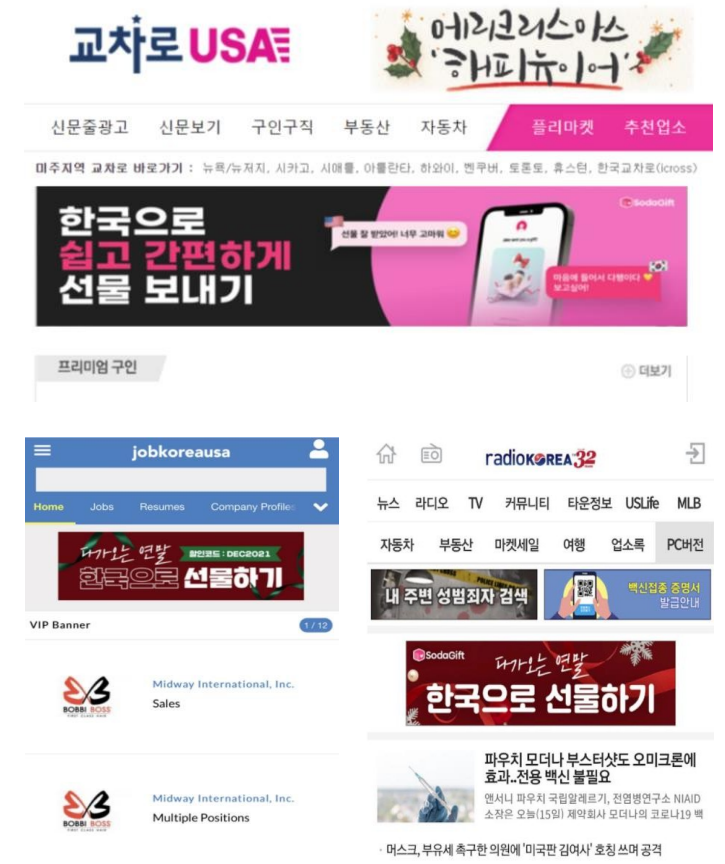 교차로 USA
메리크리스마스
'해피뉴이어'
신문줄광고 신문보기 구인구직 부동산 자동차 플리마켓 추천업소
미주지역 교차로 바로가기 : 뉴욕/뉴저지, 시카고, 시애틀, 아틀란타, 하와이, 벤쿠버, 토론토, 휴스턴, 한국교차로(icross)
한국으로
쉽고 간편하게
선물 보내기
선물 잘 받았어! 너무 고마워
SodaGift
마음에 들어서 다행이다
보고싶어!
프리미엄 구인
더보기
jobkoreausa
Home Jobs Resumes Company Profiles
다가오는 연말
할인코드 : DEC2021
한국으로 선물하기
VIP Banner
1 / 12
BOBBI BOSS
Midway International, Inc.
Sales
BOBBI BOSS
Midway International, Inc.
Multiple Positions
radioKOREA 32
뉴스 라디오 TV 커뮤니티 타운정보 USLife MLB
자동차 부동산 마켓세일 여행 업소록 PC버전
내 주변 성범죄자 검색
백신접종 증명서
발급안내
SodaGift
다가오는 연말
한국으로 선물하기
파우치 모더나 부스터샷도 오미크론에
효과..전용 백신 불필요
앤서니 파우치 국립알레르기, 전염병연구소 NIAID
소장은 오늘(15일) 제약회사 모더나의 코로나19 백
· 머스크, 부유세 촉구한 의원에 '미국판 김여사' 호칭 쓰며 공격